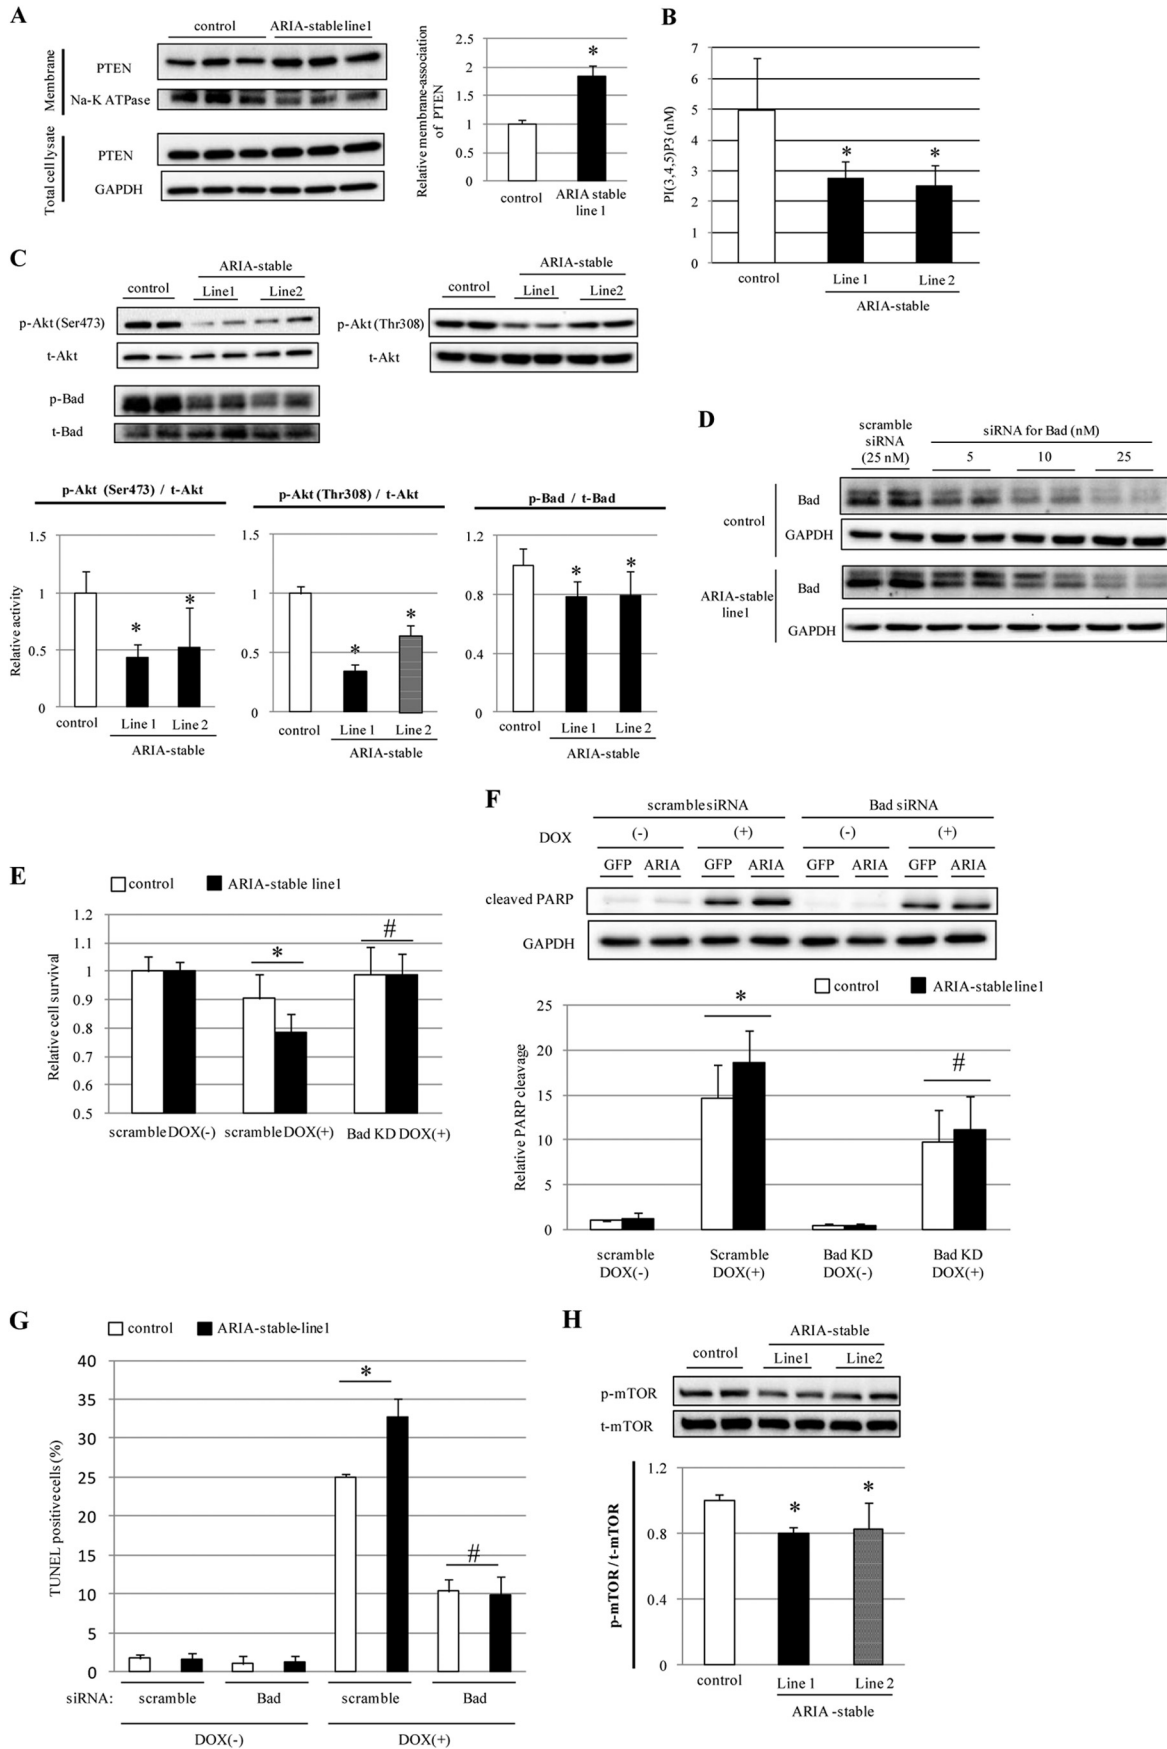 A
control ARIA-stable line1
Membrane
PTEN
Na-K ATPase
Total cell lysate
PTEN
GAPDH
Relative membrane-association
of PTEN
2.5
2
1.5
1
0.5
0
*
control ARIA stable
line 1
B
PI(3,4,5)P3 (nM)
7
6
5
4
3
2
1
0
* *
control Line 1 Line 2
ARIA-stable
C
ARIA-stable
control Line1 Line2
p-Akt (Ser473)
t-Akt
p-Bad
t-Bad
ARIA-stable
control Line1 Line2
p-Akt (Thr308)
t-Akt
p-Akt (Ser473) / t-Akt
Relative activity
1.5
1
0.5
0
* *
control Line 1 Line 2
ARIA-stable
p-Akt (Thr308) / t-Akt
1.5
1
0.5
0
* *
control Line 1 Line 2
ARIA-stable
p-Bad / t-Bad
1.2
0.8
0.4
0
* *
control Line 1 Line 2
ARIA-stable
D
scramble
siRNA
(25 nM)
siRNA for Bad (nM)
5 10 25
control
Bad
GAPDH
ARIA-stable
line1
Bad
GAPDH
E
control ARIA-stable line1
Relative cell survival
1.2
1.1
1
0.9
0.8
0.7
0.6
0.5
* #
scramble DOX(-) scramble DOX(+) Bad KD DOX(+)
F
scramble siRNA Bad siRNA
DOX (-) (+) (-) (+)
GFP ARIA GFP ARIA GFP ARIA GFP ARIA
cleaved PARP
GAPDH
control ARIA-stable line1
Relative PARP cleavage
25
20
15
10
5
0
* #
scramble Scramble Bad KD Bad KD
DOX(-) DOX(+) DOX(-) DOX(+)
G
control ARIA-stable-line1
TUNEL positive cells (%)
40
35
30
25
20
15
10
5
0
* #
siRNA: scramble Bad scramble Bad
DOX(-) DOX(+)
H
ARIA-stable
control Line1 Line2
p-mTOR
t-mTOR
p-mTOR / t-mTOR
1.2
0.8
0.4
0
* *
control Line 1 Line 2
ARIA -stable